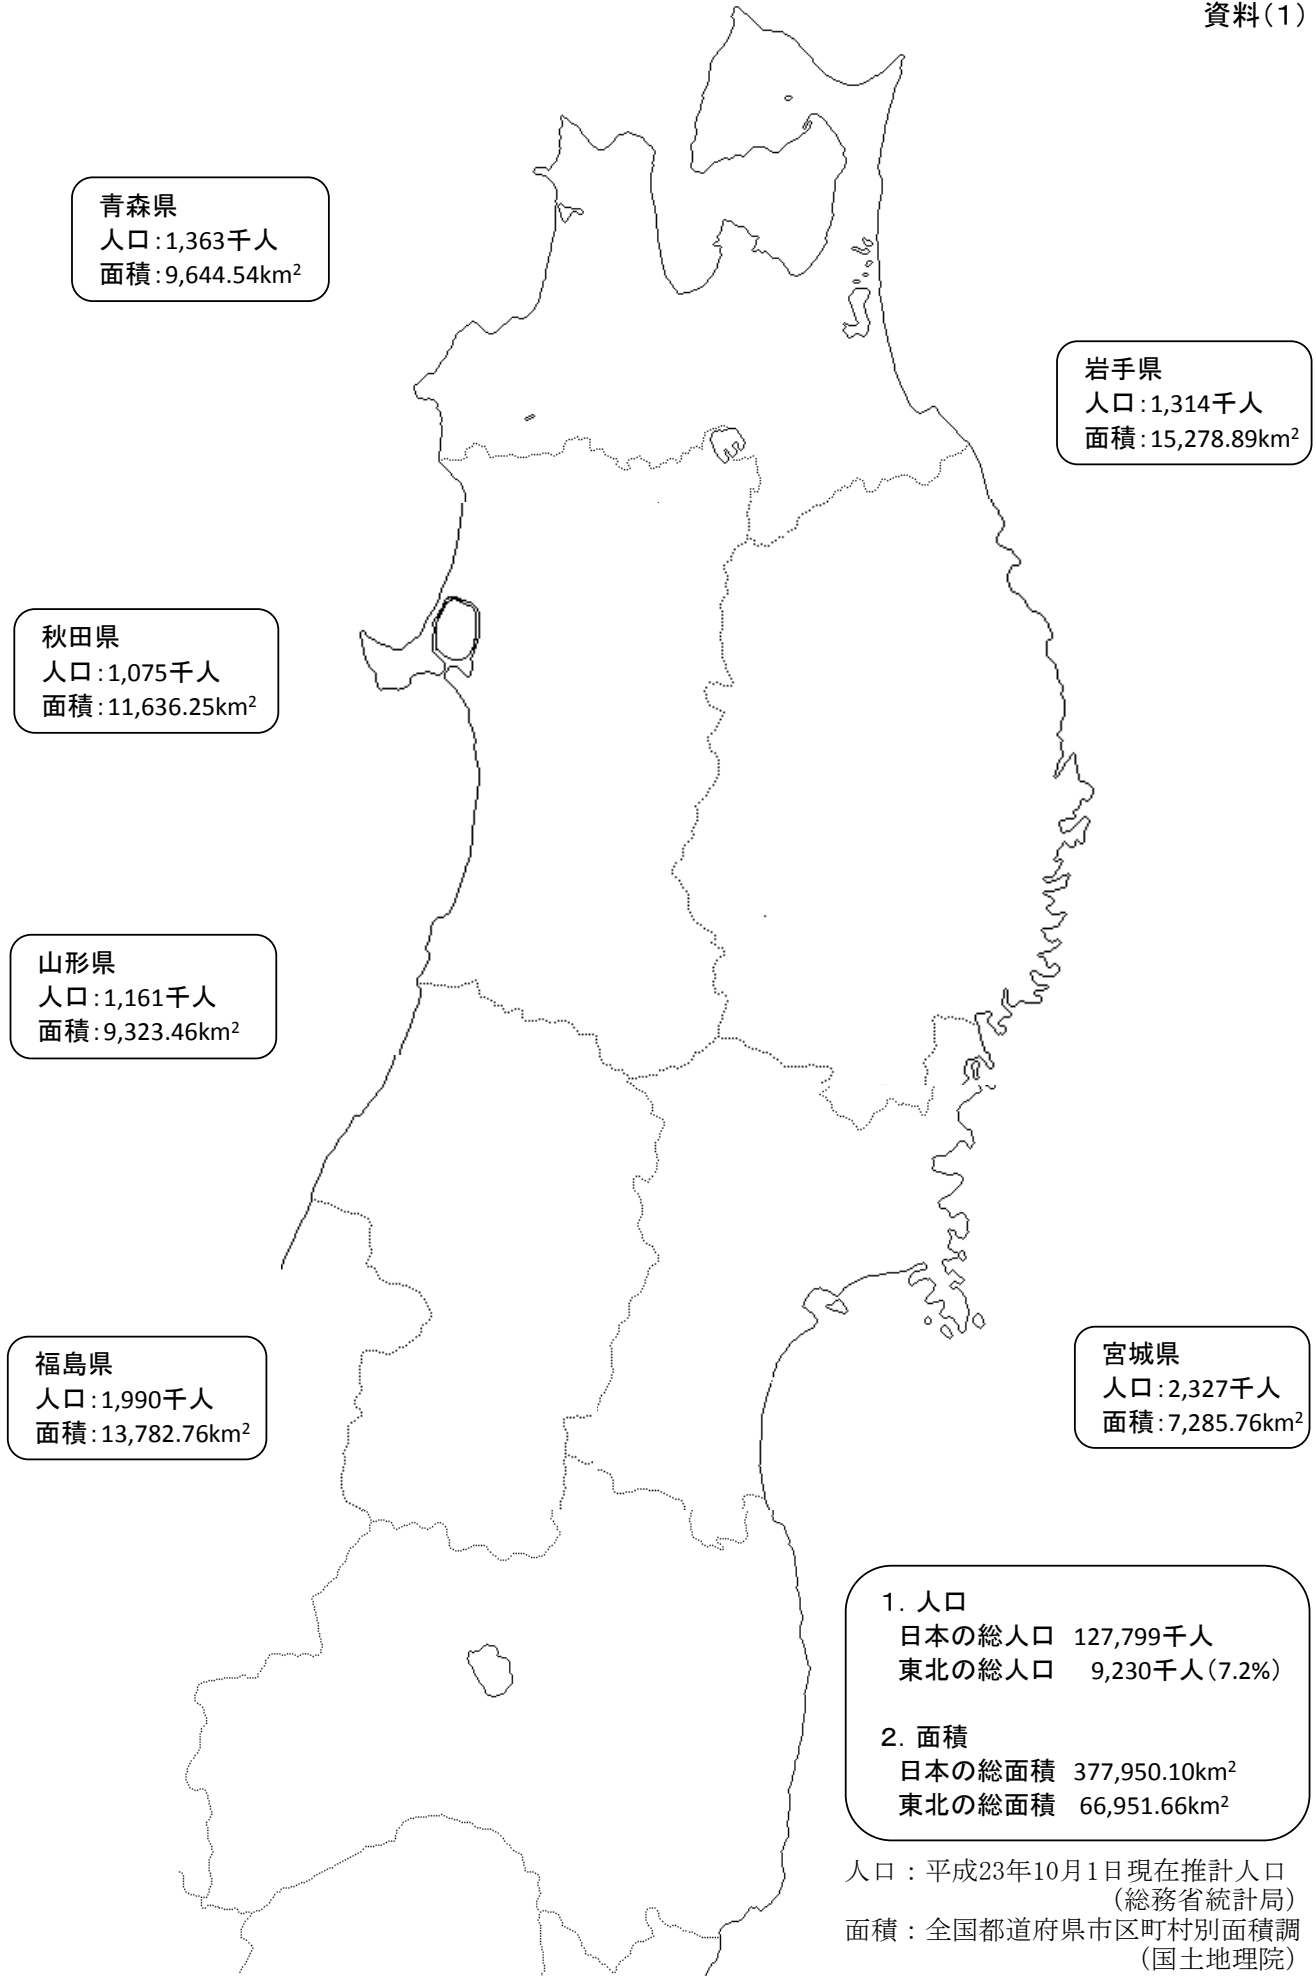 資料(1)
青森県
人口:1,363千人
面積:9,644.54km²
岩手県
人口:1,314千人
面積:15,278.89km²
秋田県
人口:1,075千人
面積:11,636.25km²
山形県
人口:1,161千人
面積:9,323.46km²
福島県
人口:1,990千人
面積:13,782.76km²
宮城県
人口:2,327千人
面積:7,285.76km²
1.人口
日本の総人口 127,799千人
東北の総人口 9,230千人(7.2%)
2.面積
日本の総面積 377,950.10km²
東北の総面積 66,951.66km²
人口:平成23年10月1日現在推計人口
(総務省統計局)
面積:全国都道府県市区町村別面積調
(国土地理院)